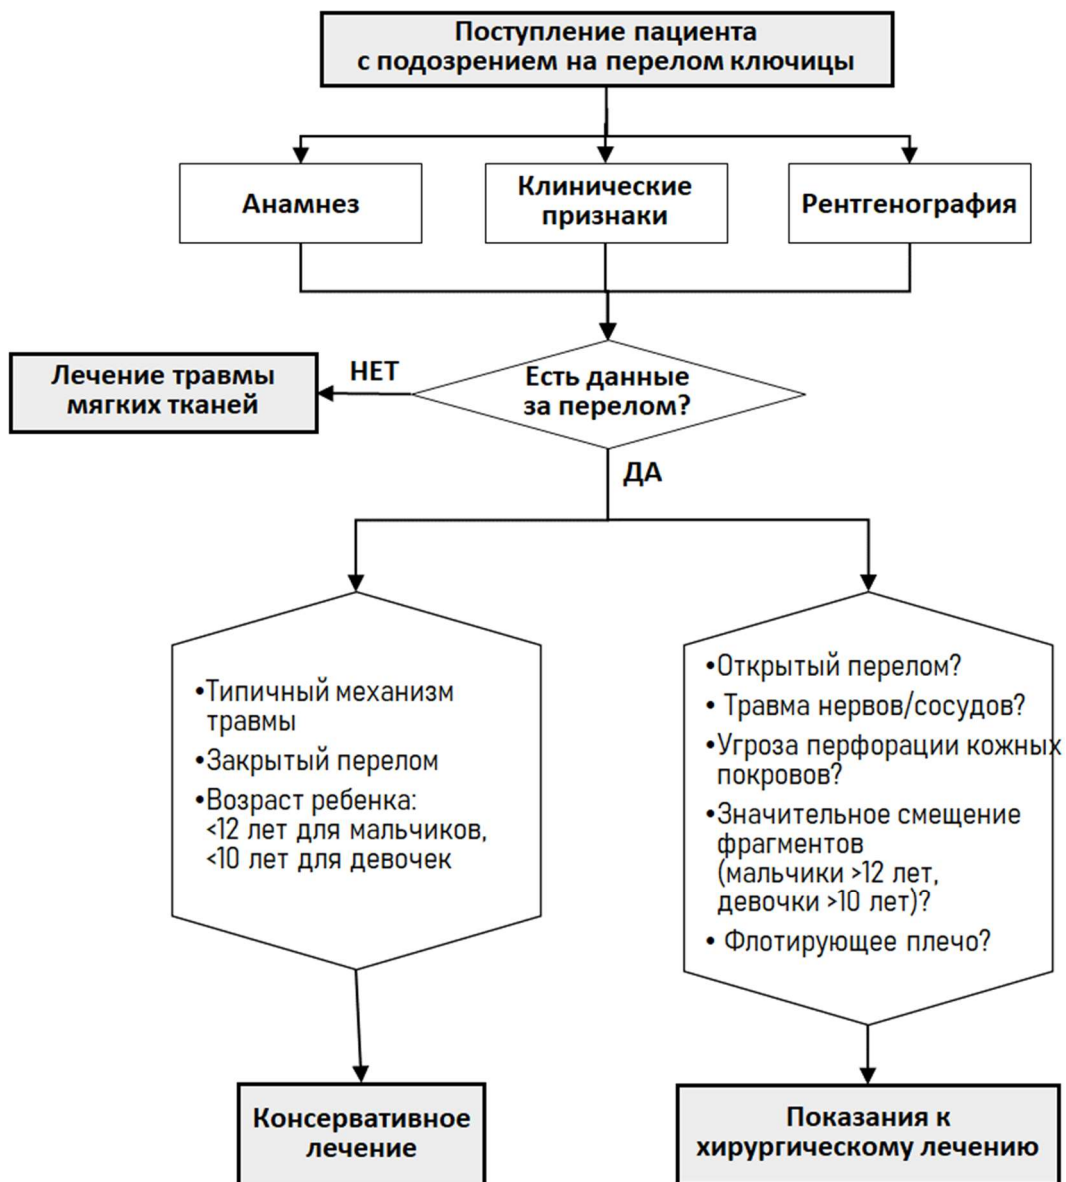 Поступление пациента
с подозрением на перелом ключицы
Анамнез
Клинические
признаки
Рентгенография
Есть данные
за перелом?
НЕТ
Лечение травмы
мягких тканей
ДА
•Типичный механизм
травмы
•Закрытый перелом
•Возраст ребенка:
<12 лет для мальчиков,
<10 лет для девочек
•Открытый перелом?
• Травма нервов/сосудов?
•Угроза перфорации кожных
покровов?
•Значительное смещение
фрагментов
(мальчики >12 лет,
девочки >10 лет)?
• Флотирующее плечо?
Консервативное
лечение
Показания к
хирургическому лечению